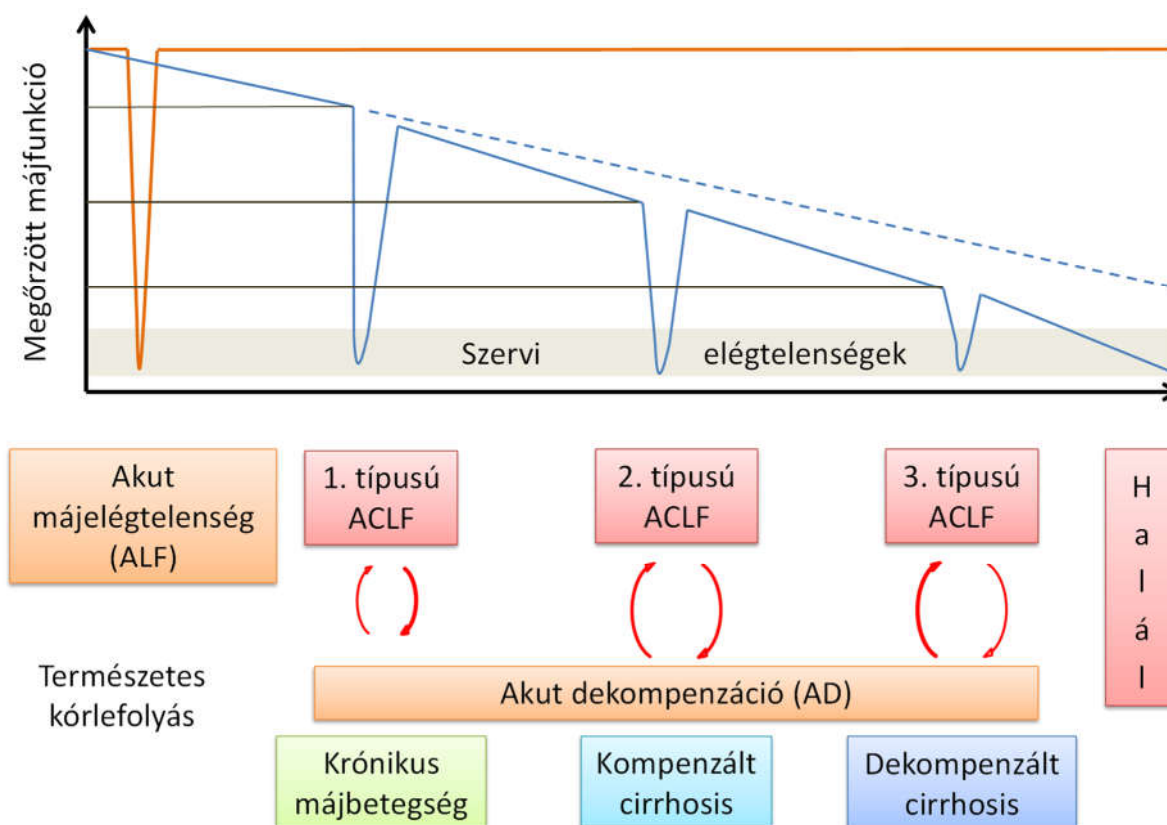 Megőrzött májfunkció
Szervi elégtelenségek
Akut
májelégtelenség
(ALF)
1. típusú
ACLF
2. típusú
ACLF
3. típusú
ACLF
Halál
Természetes
kórlefolyás
Akut dekompenzáció (AD)
Krónikus
májbetegség
Kompenzált
cirrhosis
Dekompenzált
cirrhosis